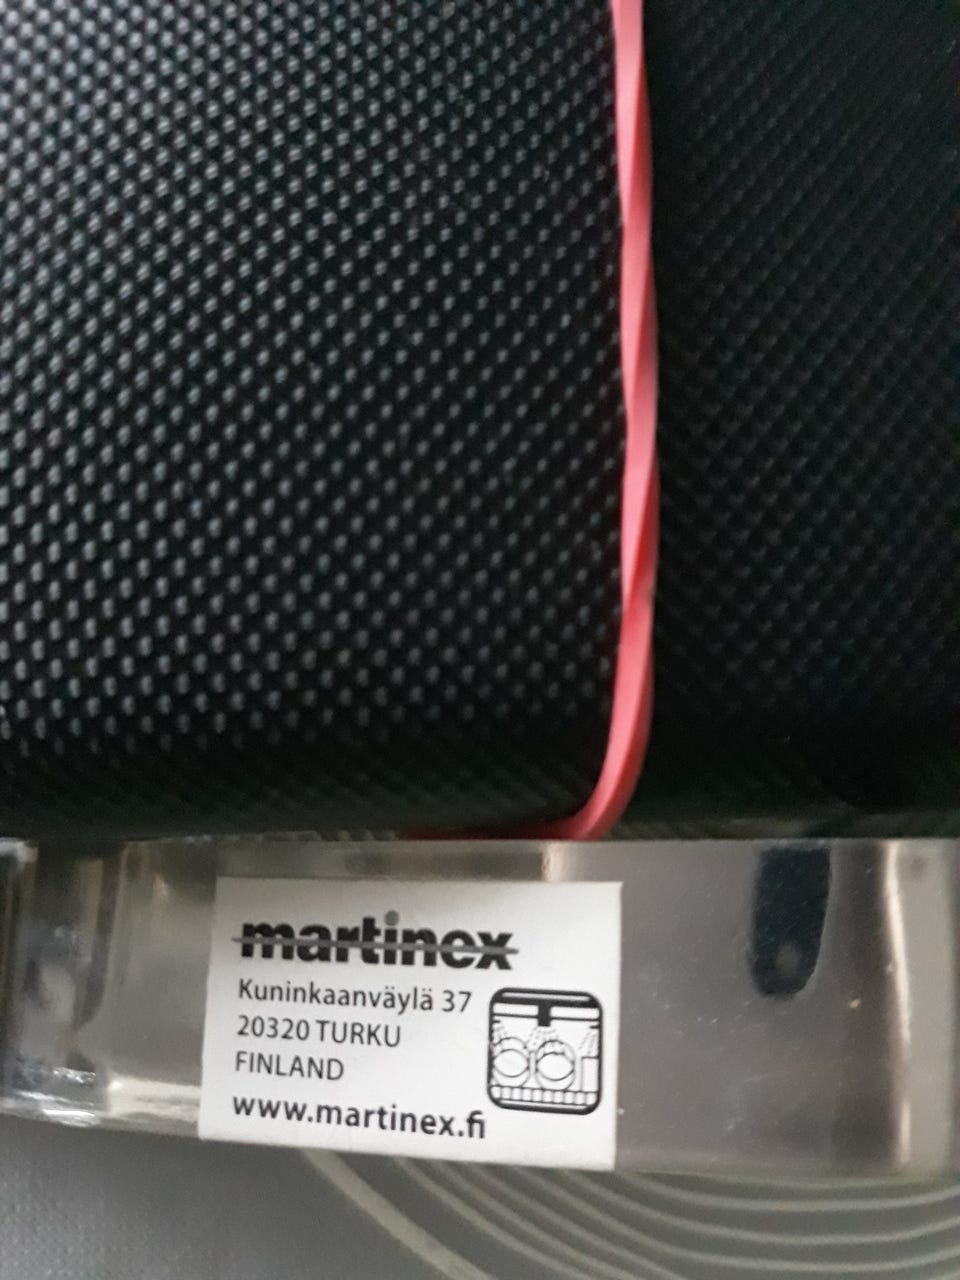 martinex
Kuninkaanväylä 37
20320 TURKU
FINLAND
www.martinex.fi